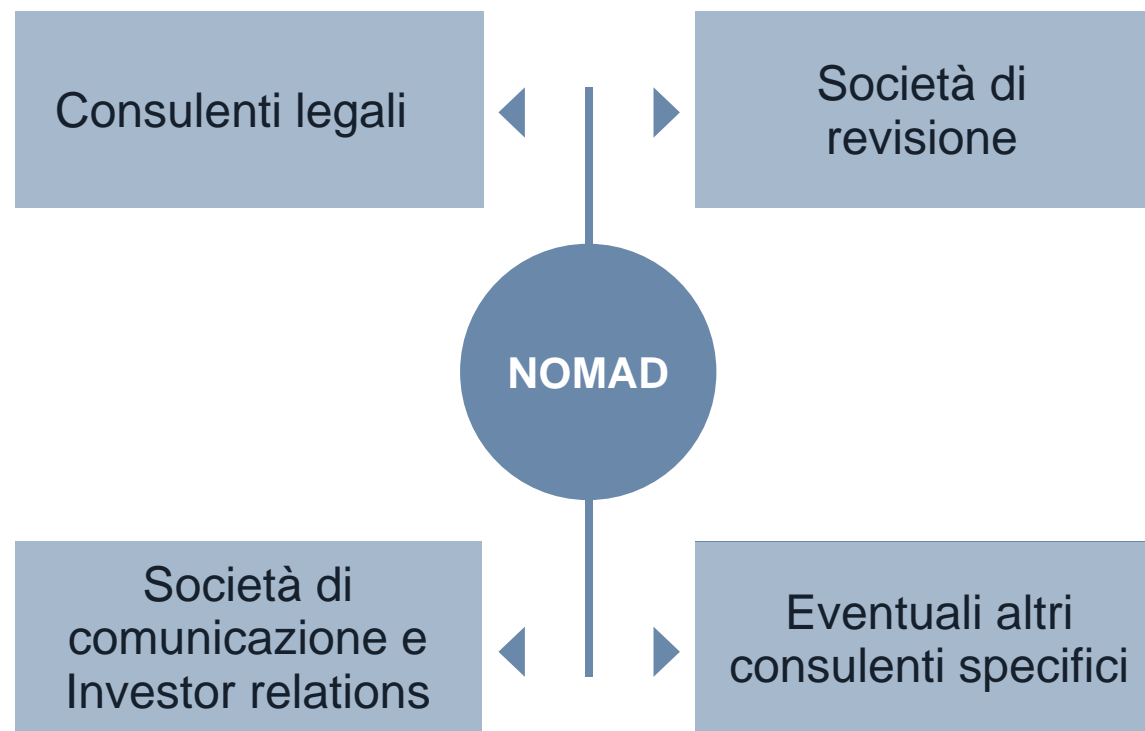 Consulenti legali
Società di
revisione
NOMAD
Società di
comunicazione e
Investor relations
Eventuali altri
consulenti specifici